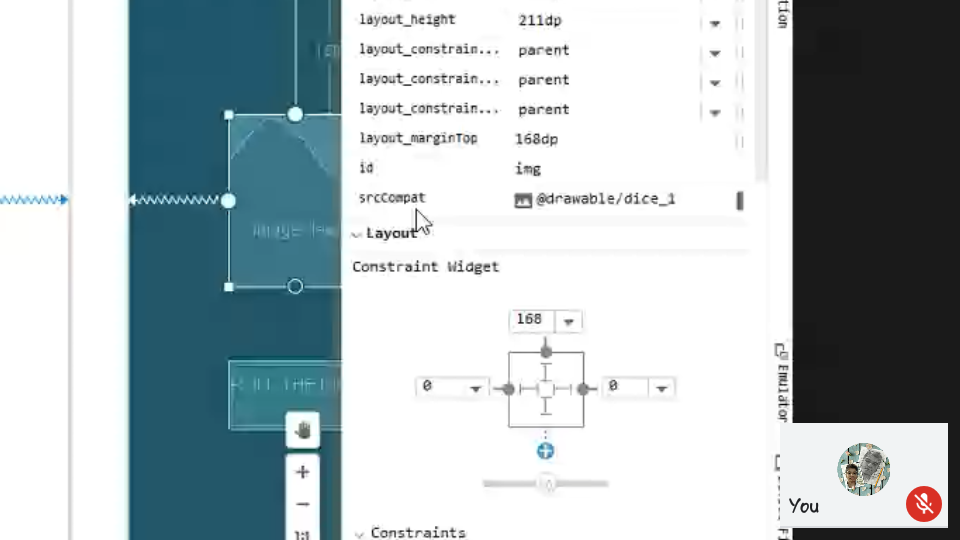 layout_height 211dp
layout_constrain... parent
layout_constrain... parent
layout_constrain... parent
layout_marginTop 168dp
id img
srcCompat @drawable/dice_1
Layout
Constraint Widget
168
0 0
Constraints
1:1
Emulator
You